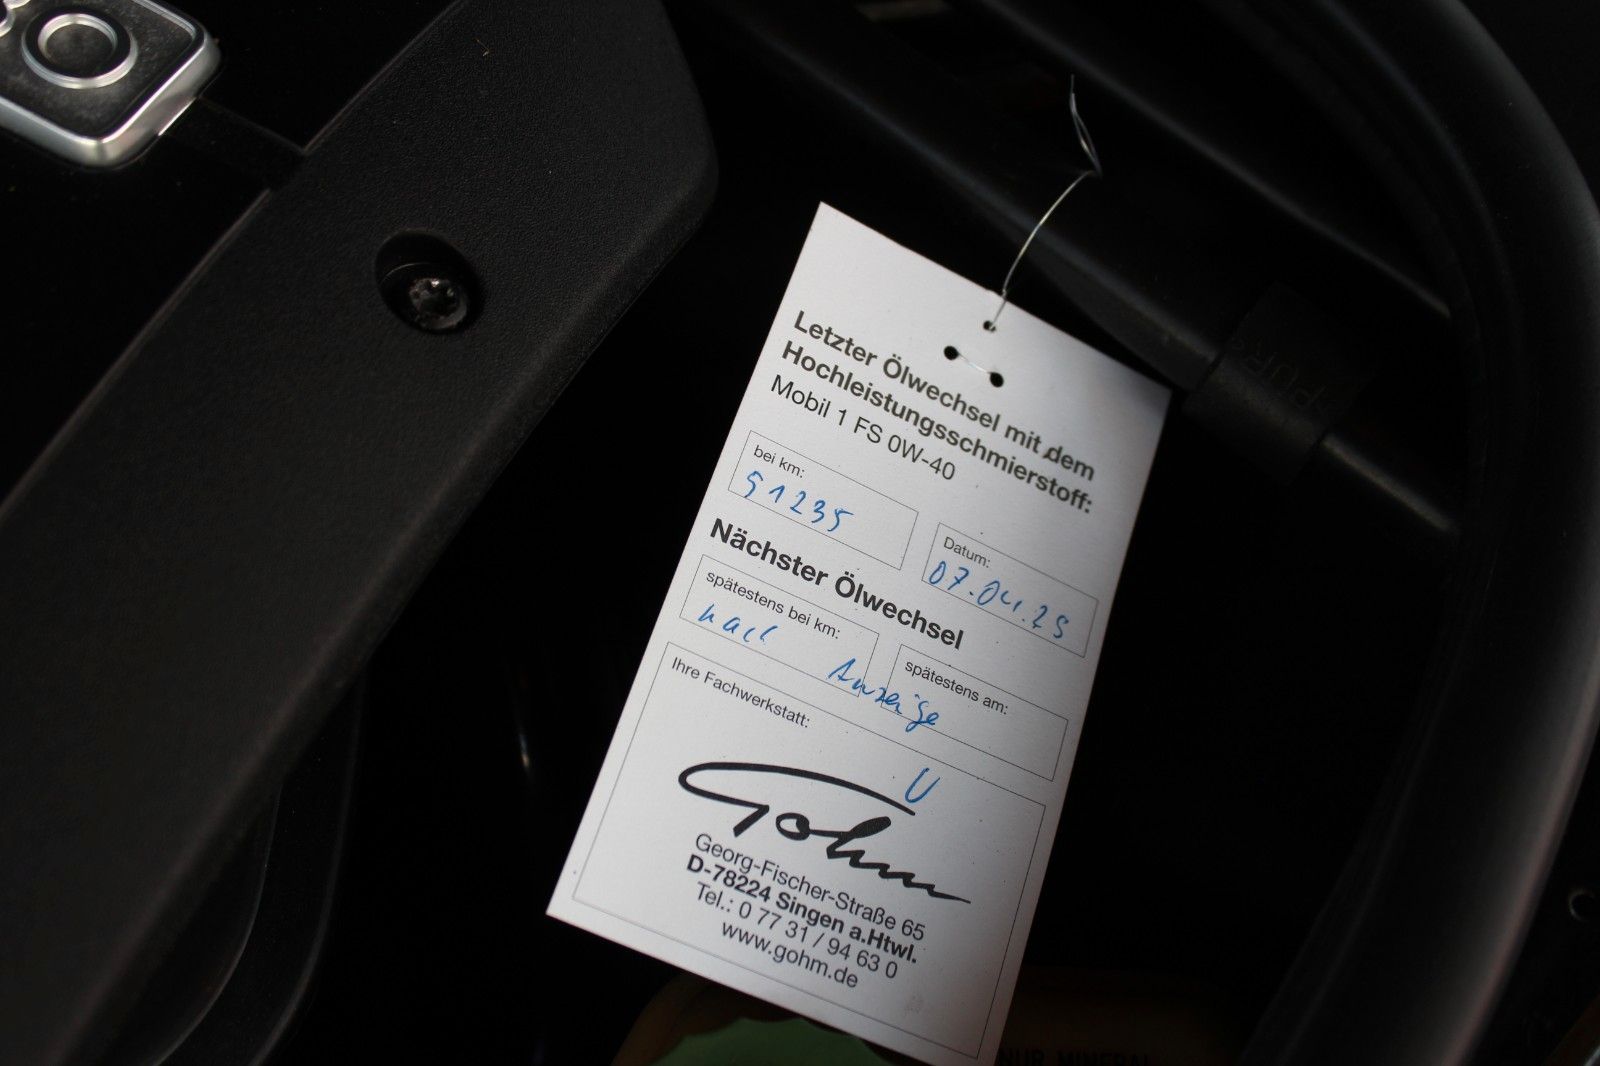 Letzter Ölwechsel mit dem
Hochleistungsschmierstoff:
Mobil 1 FS 0W-40
bei km:
51235
Datum:
07.04.25
Nächster Ölwechsel
spätestens bei km:
spätestens am:
nach Anzeige
Ihre Fachwerkstatt:
Gohm
Georg-Fischer-Straße 65
D-78224 Singen a.Htwl.
Tel.: 0 77 31 / 94 63 0
www.gohm.de
NUR MINERAL